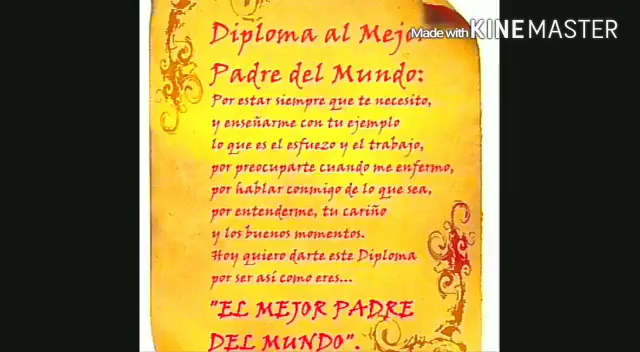 Made with KINEMASTER
Diploma al Mejo
Padre del Mundo:
Por estar siempre que te necesito,
y enseñarme con tu ejemplo
lo que es el esfuezo y el trabajo,
por preocuparte cuando me enfermo,
por hablar conmigo de lo que sea,
por entenderme, tu cariño
y los buenos momentos.
Hoy quiero darte este Diploma
por ser así como eres...
"EL MEJOR PADRE
DEL MUNDO".